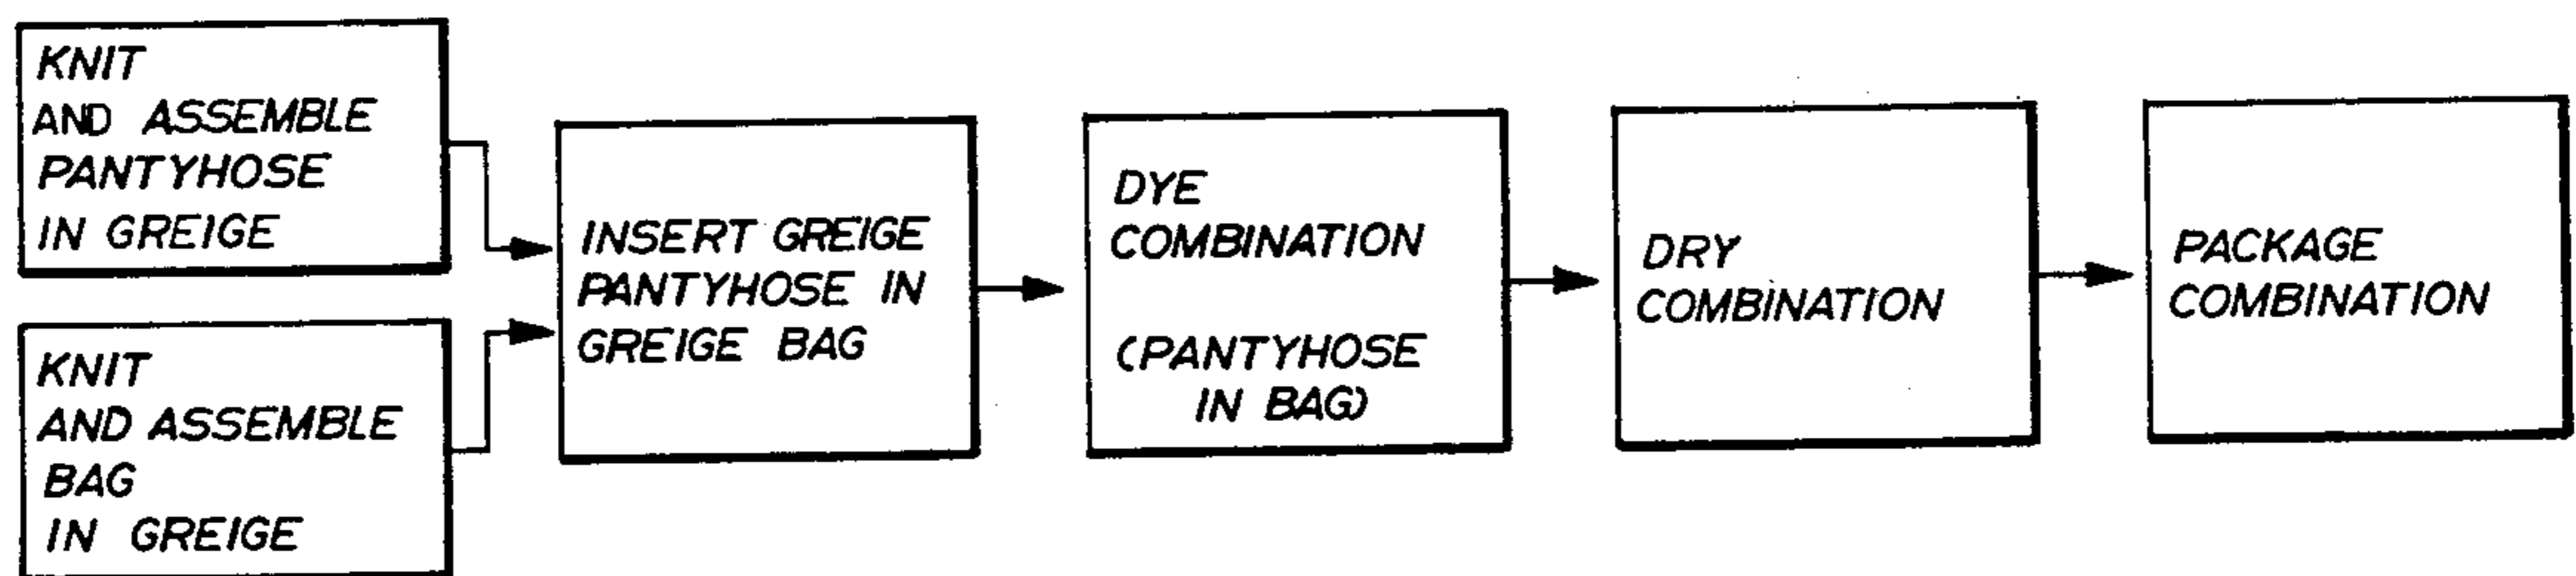 KNIT
AND ASSEMBLE
PANTYHOSE
IN GREIGE
KNIT
AND ASSEMBLE
BAG
IN GREIGE
INSERT GREIGE
PANTYHOSE IN
GREIGE BAG
DYE
COMBINATION
(PANTYHOSE
IN BAG)
DRY
COMBINATION
PACKAGE
COMBINATION